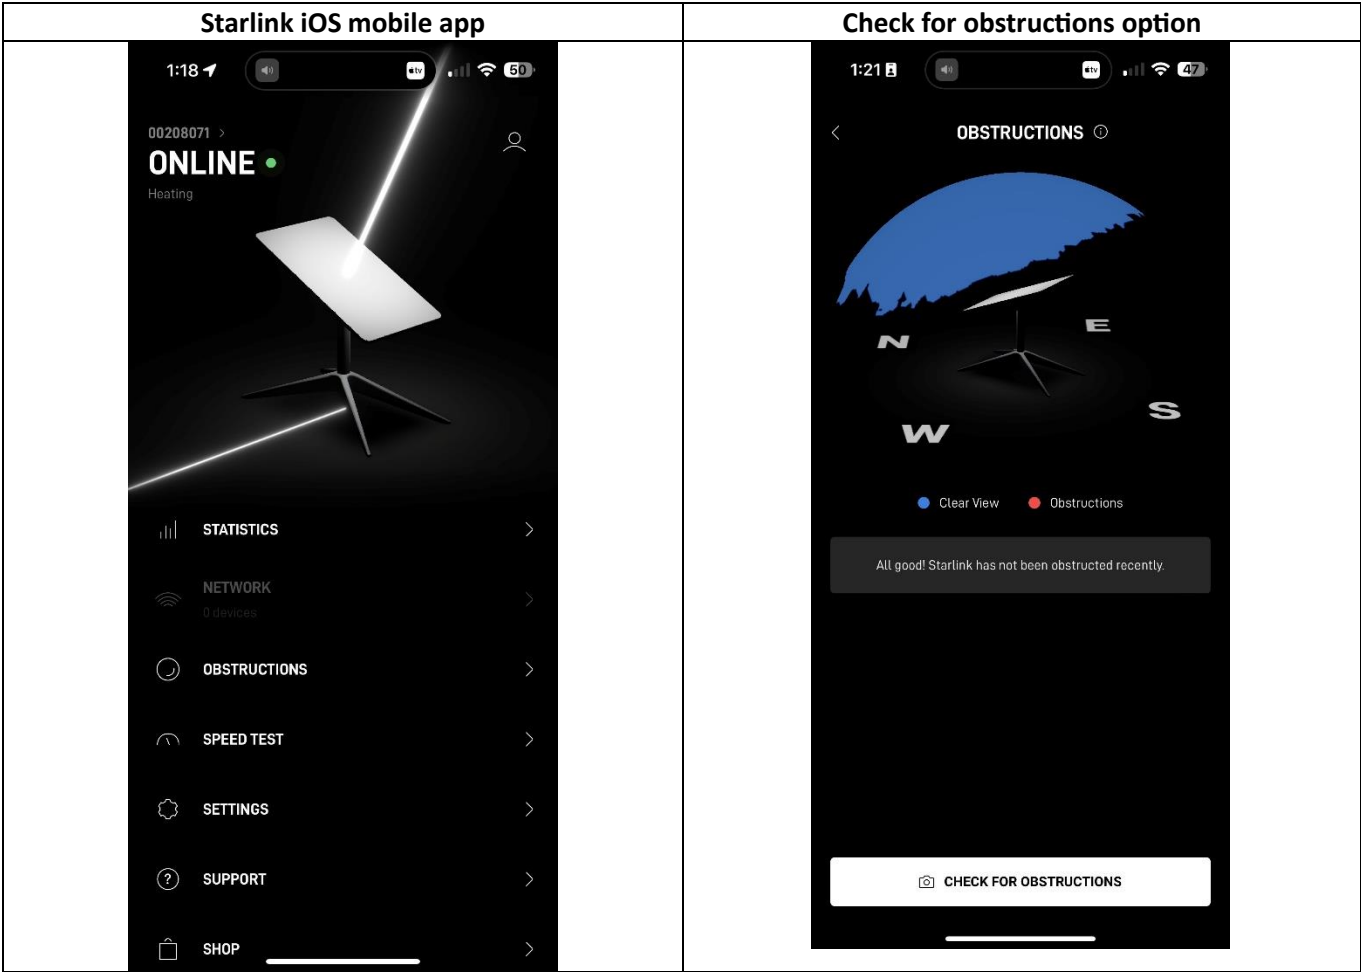 Starlink iOS mobile app
Check for obstructions option
1:18
tv
50
00208071 >
ONLINE
Heating
STATISTICS
NETWORK
0 devices
OBSTRUCTIONS
SPEED TEST
SETTINGS
SUPPORT
SHOP
1:21
tv
47
OBSTRUCTIONS
N
E
S
W
Clear View
Obstructions
All good! Starlink has not been obstructed recently.
CHECK FOR OBSTRUCTIONS